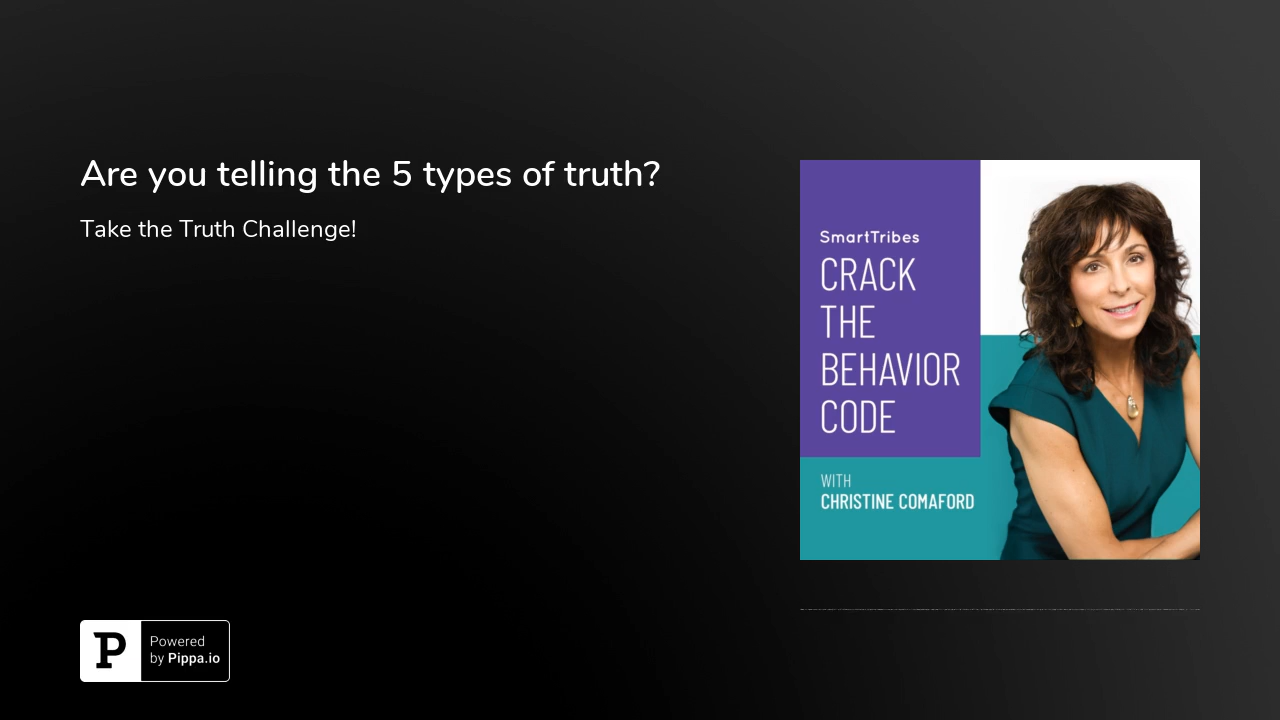 Are you telling the 5 types of truth?
Take the Truth Challenge!
SmartTribes
CRACK
THE
BEHAVIOR
CODE
WITH
CHRISTINE COMAFORD
P
Powered
by Pippa.io